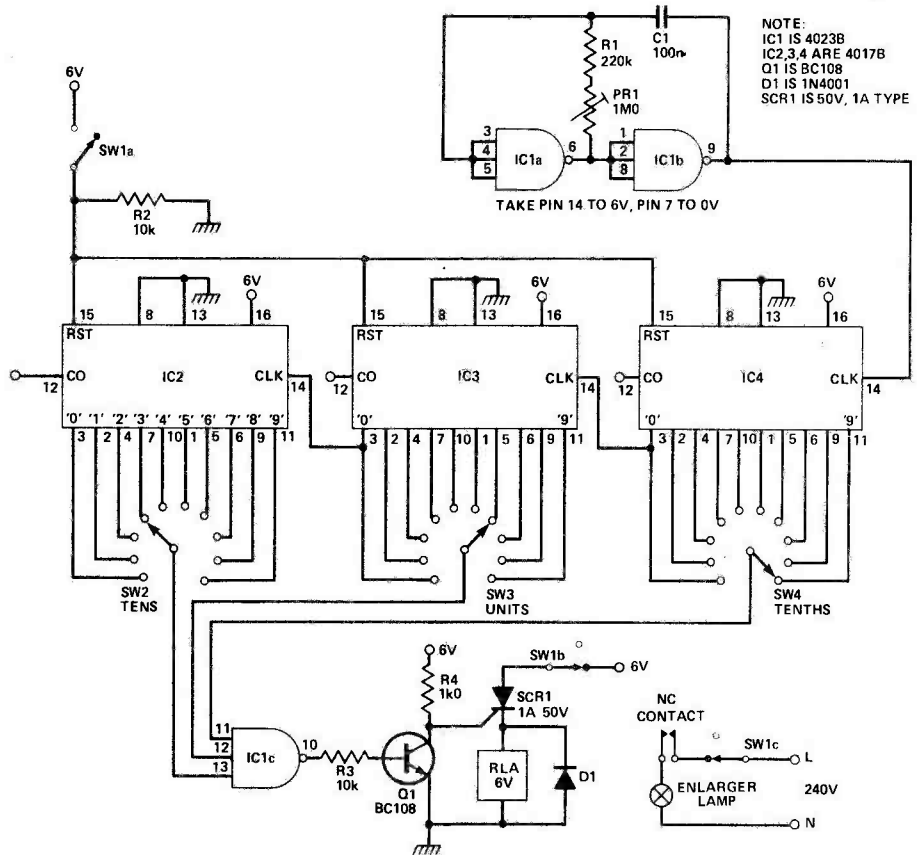 NOTE:
IC1 IS 4023B
IC2,3,4 ARE 4017B
Q1 IS BC108
D1 IS 1N4001
SCR1 IS 50V, 1A TYPE
R1
220k
C1
100n
PR1
1M0
3
4
5
IC1a
6
1
2
8
IC1b
9
TAKE PIN 14 TO 6V, PIN 7 TO 0V
6V
SW1a
R2
10k
15
8
13
6V
16
RST
12
CO
IC2
CLK
14
'0' '1' '2' '3' '4' '5' '6' '7' '8' '9'
3 2 4 7 10 1 5 6 9 11
SW2
TENS
15
8
13
6V
16
RST
12
CO
IC3
CLK
14
'0' '9'
3 2 4 7 10 1 5 6 9 11
SW3
UNITS
15
8
13
6V
16
RST
12
CO
IC4
CLK
14
'0' '9'
3 2 4 7 10 1 5 6 9 11
SW4
TENTHS
11
12
13
IC1c
10
R3
10k
Q1
BC108
6V
R4
1k0
SCR1
1A 50V
SW1b
6V
RLA
6V
D1
NC
CONTACT
SW1c
L
ENLARGER
LAMP
240V
N